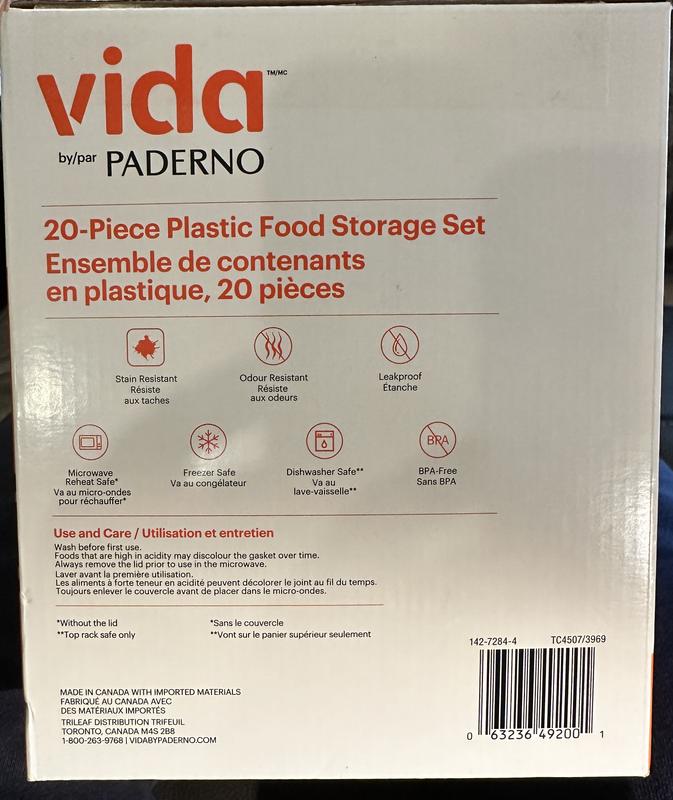 vida™/MC
by/par PADERNO
20-Piece Plastic Food Storage Set
Ensemble de contenants
en plastique, 20 pièces
Stain Resistant
Résiste
aux taches
Odour Resistant
Résiste
aux odeurs
Leakproof
Étanche
Microwave
Reheat Safe*
Va au micro-ondes
pour réchauffer*
Freezer Safe
Va au congélateur
Dishwasher Safe**
Va au
lave-vaisselle**
BPA
BPA-Free
Sans BPA
Use and Care / Utilisation et entretien
Wash before first use.
Foods that are high in acidity may discolour the gasket over time.
Always remove the lid prior to use in the microwave.
Laver avant la première utilisation.
Les aliments à forte teneur en acidité peuvent décolorer le joint au fil du temps.
Toujours enlever le couvercle avant de placer dans le micro-ondes.
*Without the lid
**Top rack safe only
*Sans le couvercle
**Vont sur le panier supérieur seulement
142-7284-4 TC4507/3969
0 63236 49200 1
MADE IN CANADA WITH IMPORTED MATERIALS
FABRIQUÉ AU CANADA AVEC
DES MATÉRIAUX IMPORTÉS
TRILEAF DISTRIBUTION TRIFEUIL
TORONTO, CANADA M4S 2B8
1-800-263-9768 | VIDABYPADERNO.COM